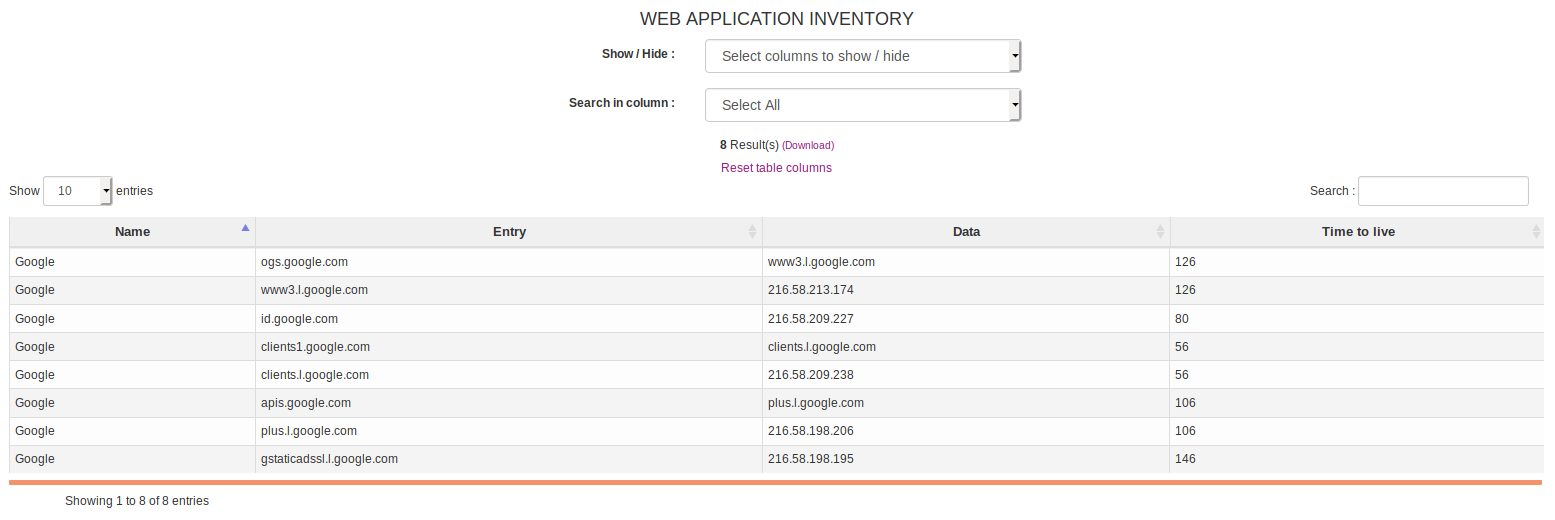 WEB APPLICATION INVENTORY
Show / Hide : Select columns to show / hide
Search in column : Select All
8 Result(s) (Download)
Reset table columns
Show 10 entries Search :
Name Entry Data Time to live
Google ogs.google.com www3.l.google.com 126
Google www3.l.google.com 216.58.213.174 126
Google id.google.com 216.58.209.227 80
Google clients1.google.com clients.l.google.com 56
Google clients.l.google.com 216.58.209.238 56
Google apis.google.com plus.l.google.com 106
Google plus.l.google.com 216.58.198.206 106
Google gstaticadssl.l.google.com 216.58.198.195 146
Showing 1 to 8 of 8 entries